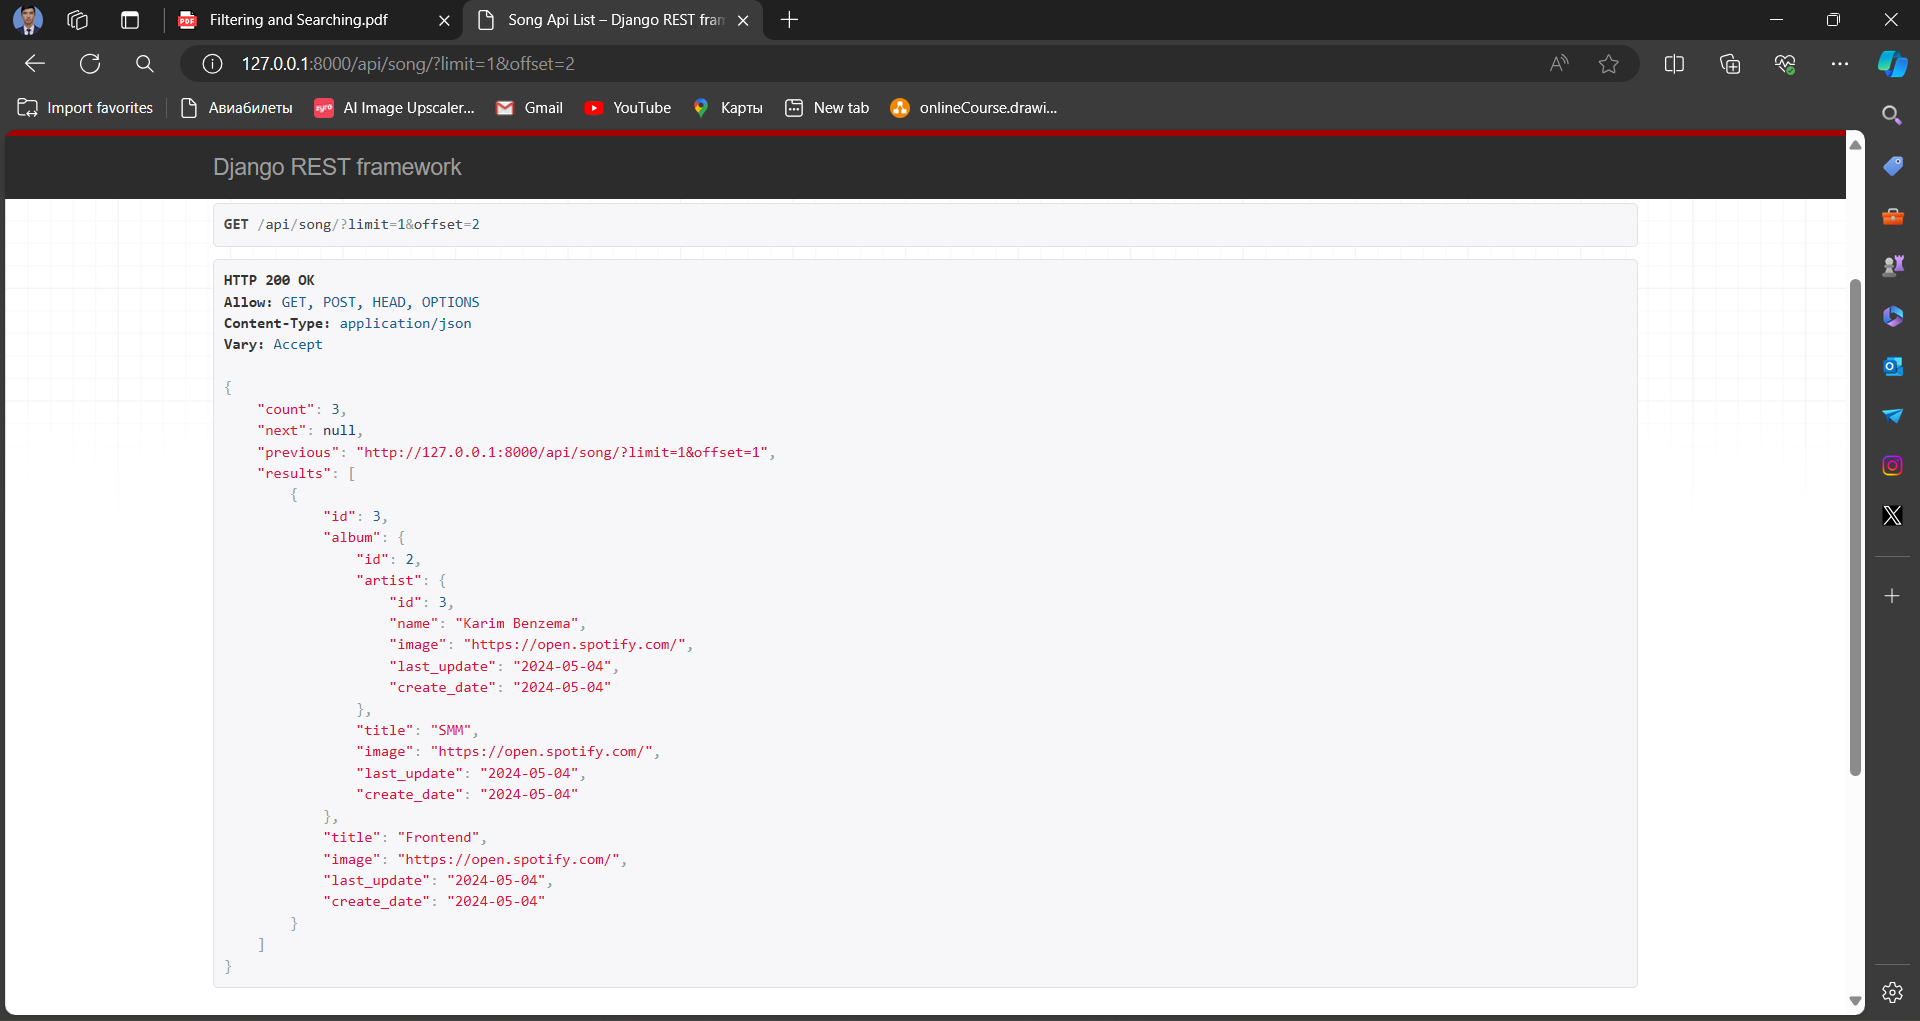 Filtering and Searching.pdf
Song Api List – Django REST fram
127.0.0.1:8000/api/song/?limit=1&offset=2
Import favorites
Авиабилеты
AI Image Upscaler...
Gmail
YouTube
Карты
New tab
onlineCourse.drawi...
Django REST framework
GET /api/song/?limit=1&offset=2
HTTP 200 OK
Allow: GET, POST, HEAD, OPTIONS
Content-Type: application/json
Vary: Accept
{
    "count": 3,
    "next": null,
    "previous": "http://127.0.0.1:8000/api/song/?limit=1&offset=1",
    "results": [
        {
            "id": 3,
            "album": {
                "id": 2,
                "artist": {
                    "id": 3,
                    "name": "Karim Benzema",
                    "image": "https://open.spotify.com/",
                    "last_update": "2024-05-04",
                    "create_date": "2024-05-04"
                },
                "title": "SMM",
                "image": "https://open.spotify.com/",
                "last_update": "2024-05-04",
                "create_date": "2024-05-04"
            },
            "title": "Frontend",
            "image": "https://open.spotify.com/",
            "last_update": "2024-05-04",
            "create_date": "2024-05-04"
        }
    ]
}